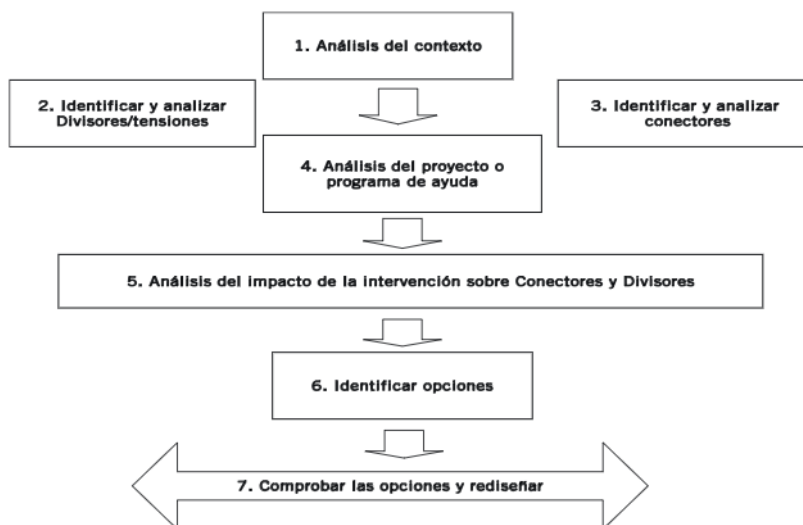 1. Análisis del contexto
2. Identificar y analizar
Divisores/tensiones
3. Identificar y analizar
conectores
4. Análisis del proyecto o
programa de ayuda
5. Análisis del impacto de la intervención sobre Conectores y Divisores
6. Identificar opciones
7. Comprobar las opciones y rediseñar